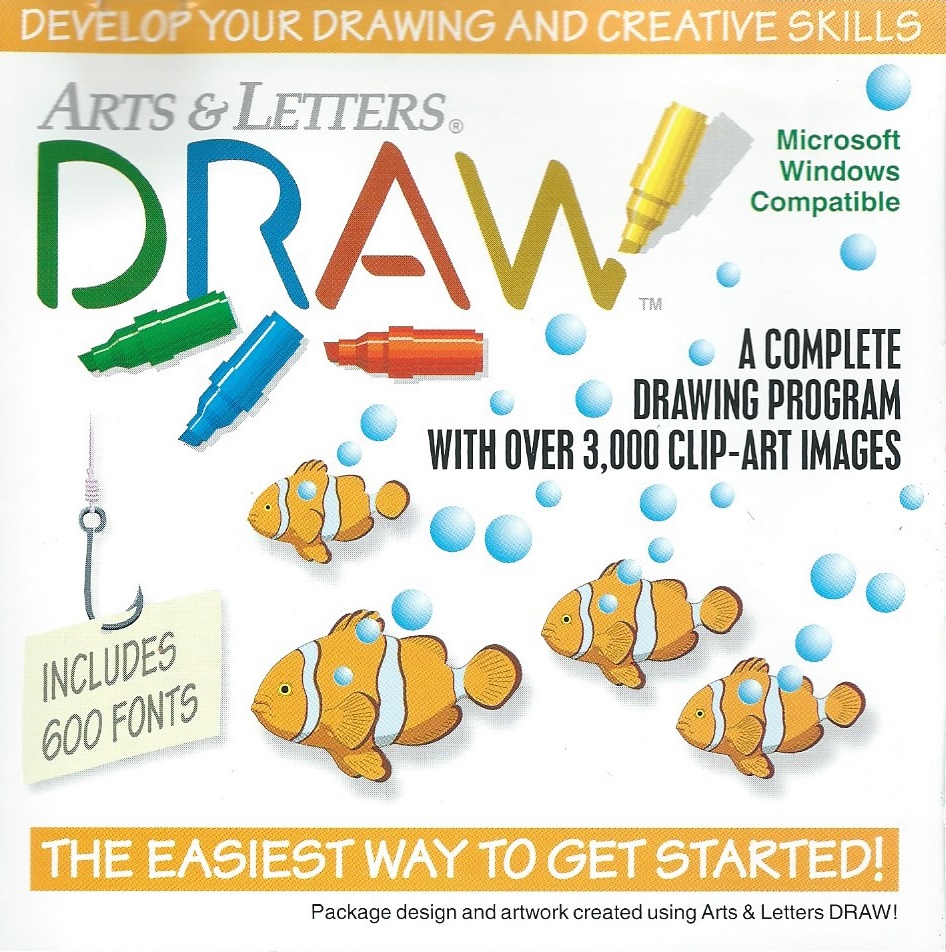 DEVELOP YOUR DRAWING AND CREATIVE SKILLS
ARTS & LETTERS®
DRAW!™
Microsoft
Windows
Compatible
A COMPLETE
DRAWING PROGRAM
WITH OVER 3,000 CLIP-ART IMAGES
INCLUDES
600 FONTS
THE EASIEST WAY TO GET STARTED!
Package design and artwork created using Arts & Letters DRAW!